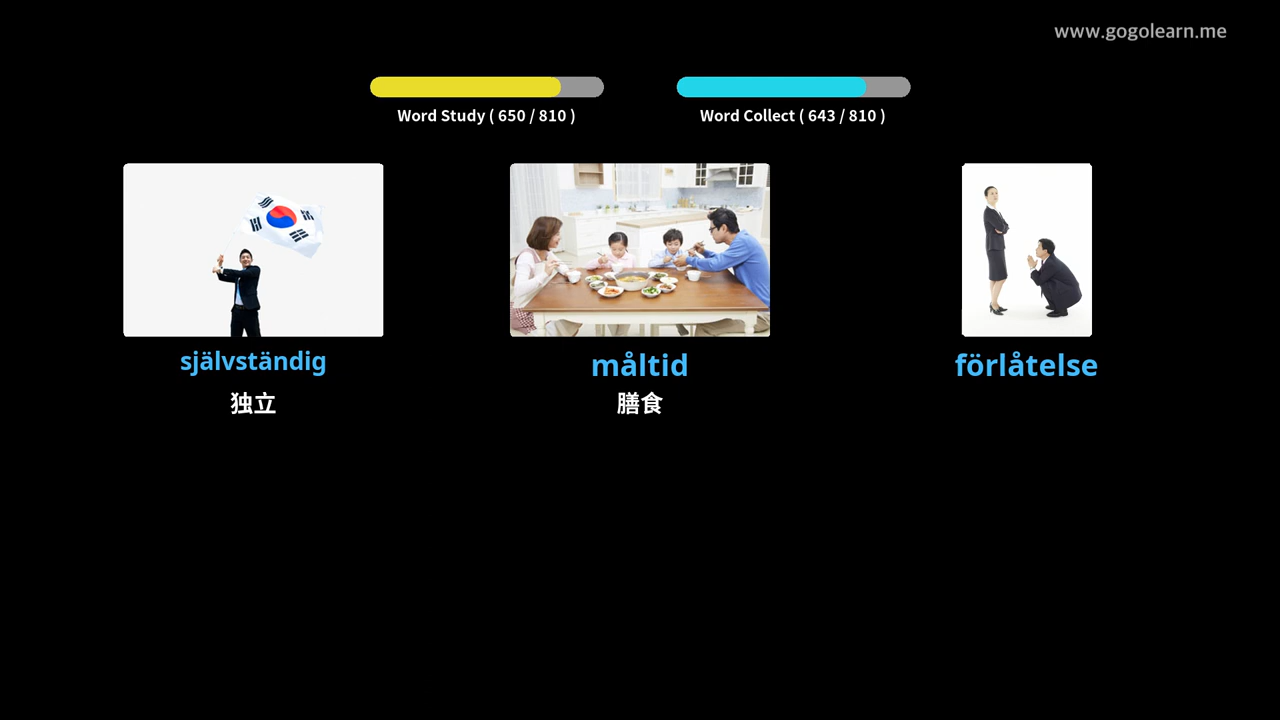 www.gogolearn.me
Word Study ( 650 / 810 )
Word Collect ( 643 / 810 )
självständig
måltid
förlåtelse
独立
膳食